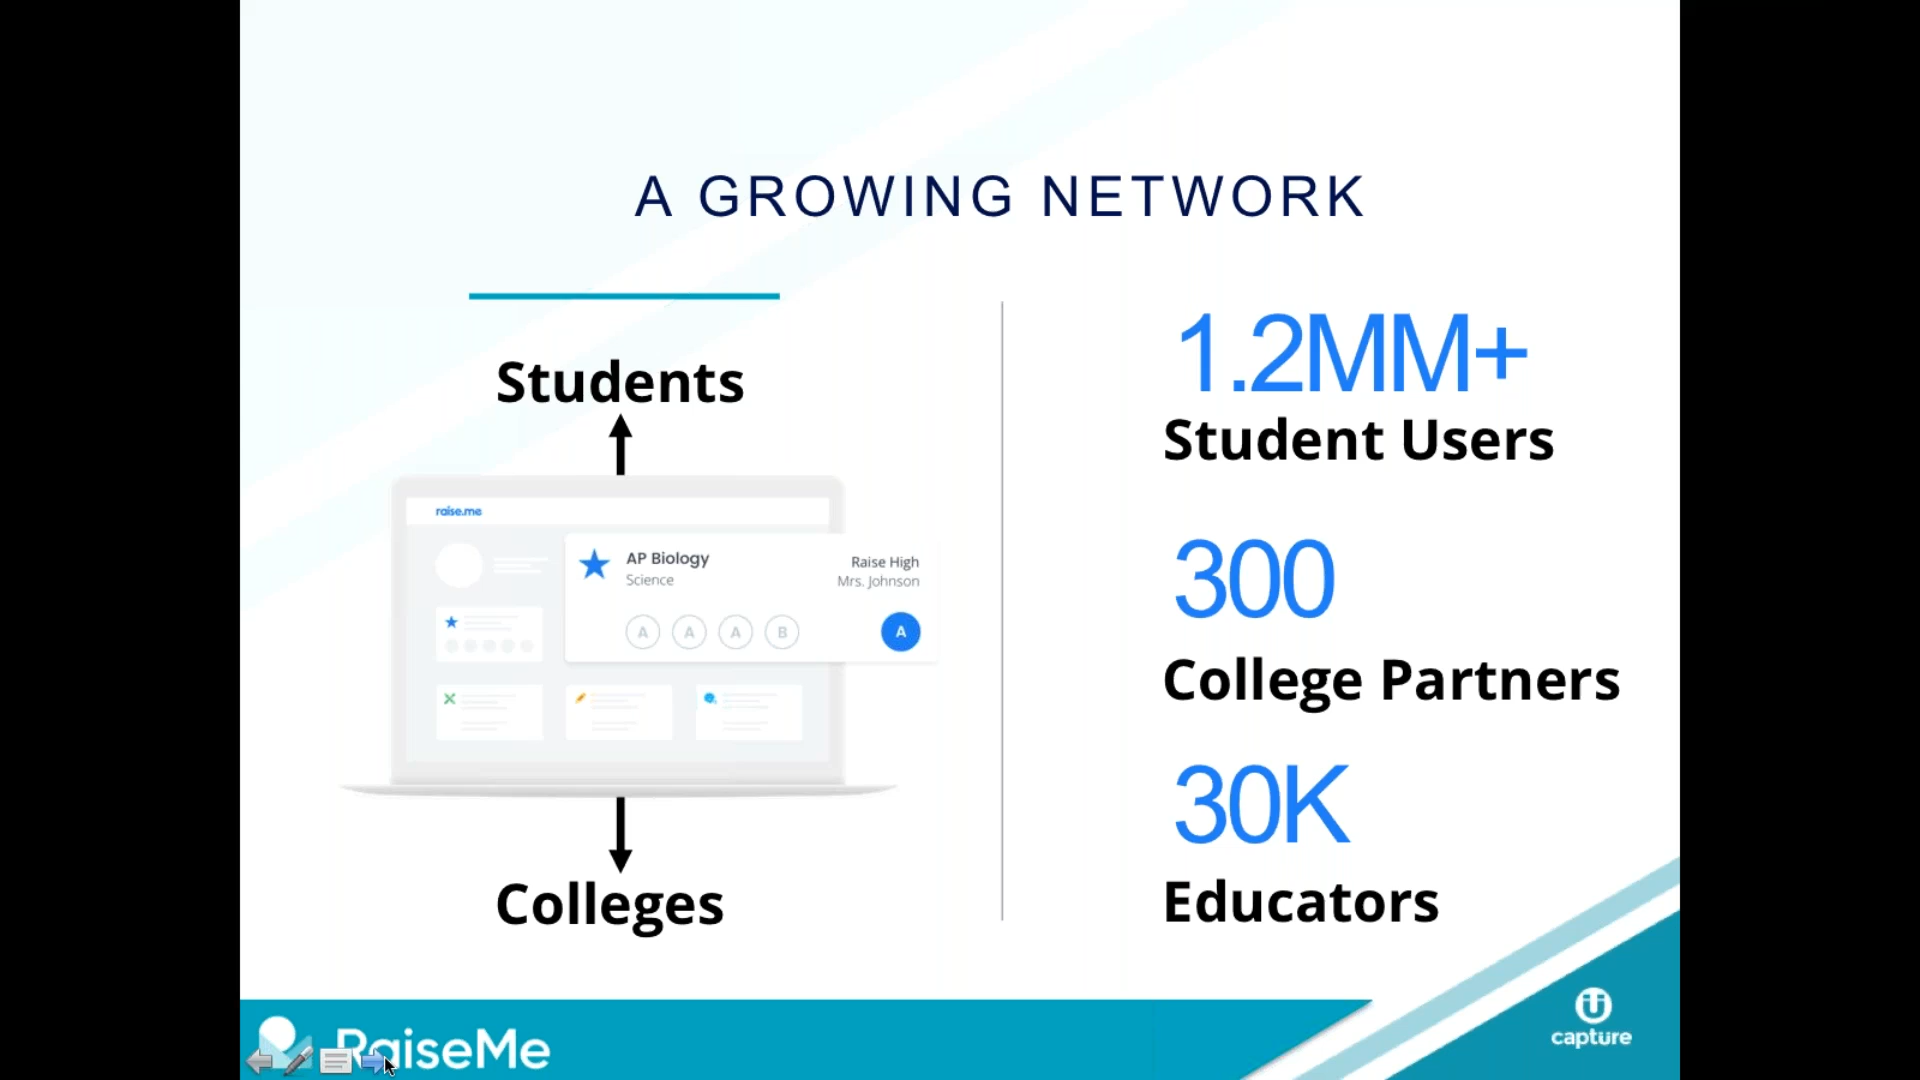 A GROWING NETWORK
Students
raise.me
AP Biology
Science
Raise High
Mrs. Johnson
A A A B A
Colleges
1.2MM+
Student Users
300
College Partners
30K
Educators
RaiseMe
capture